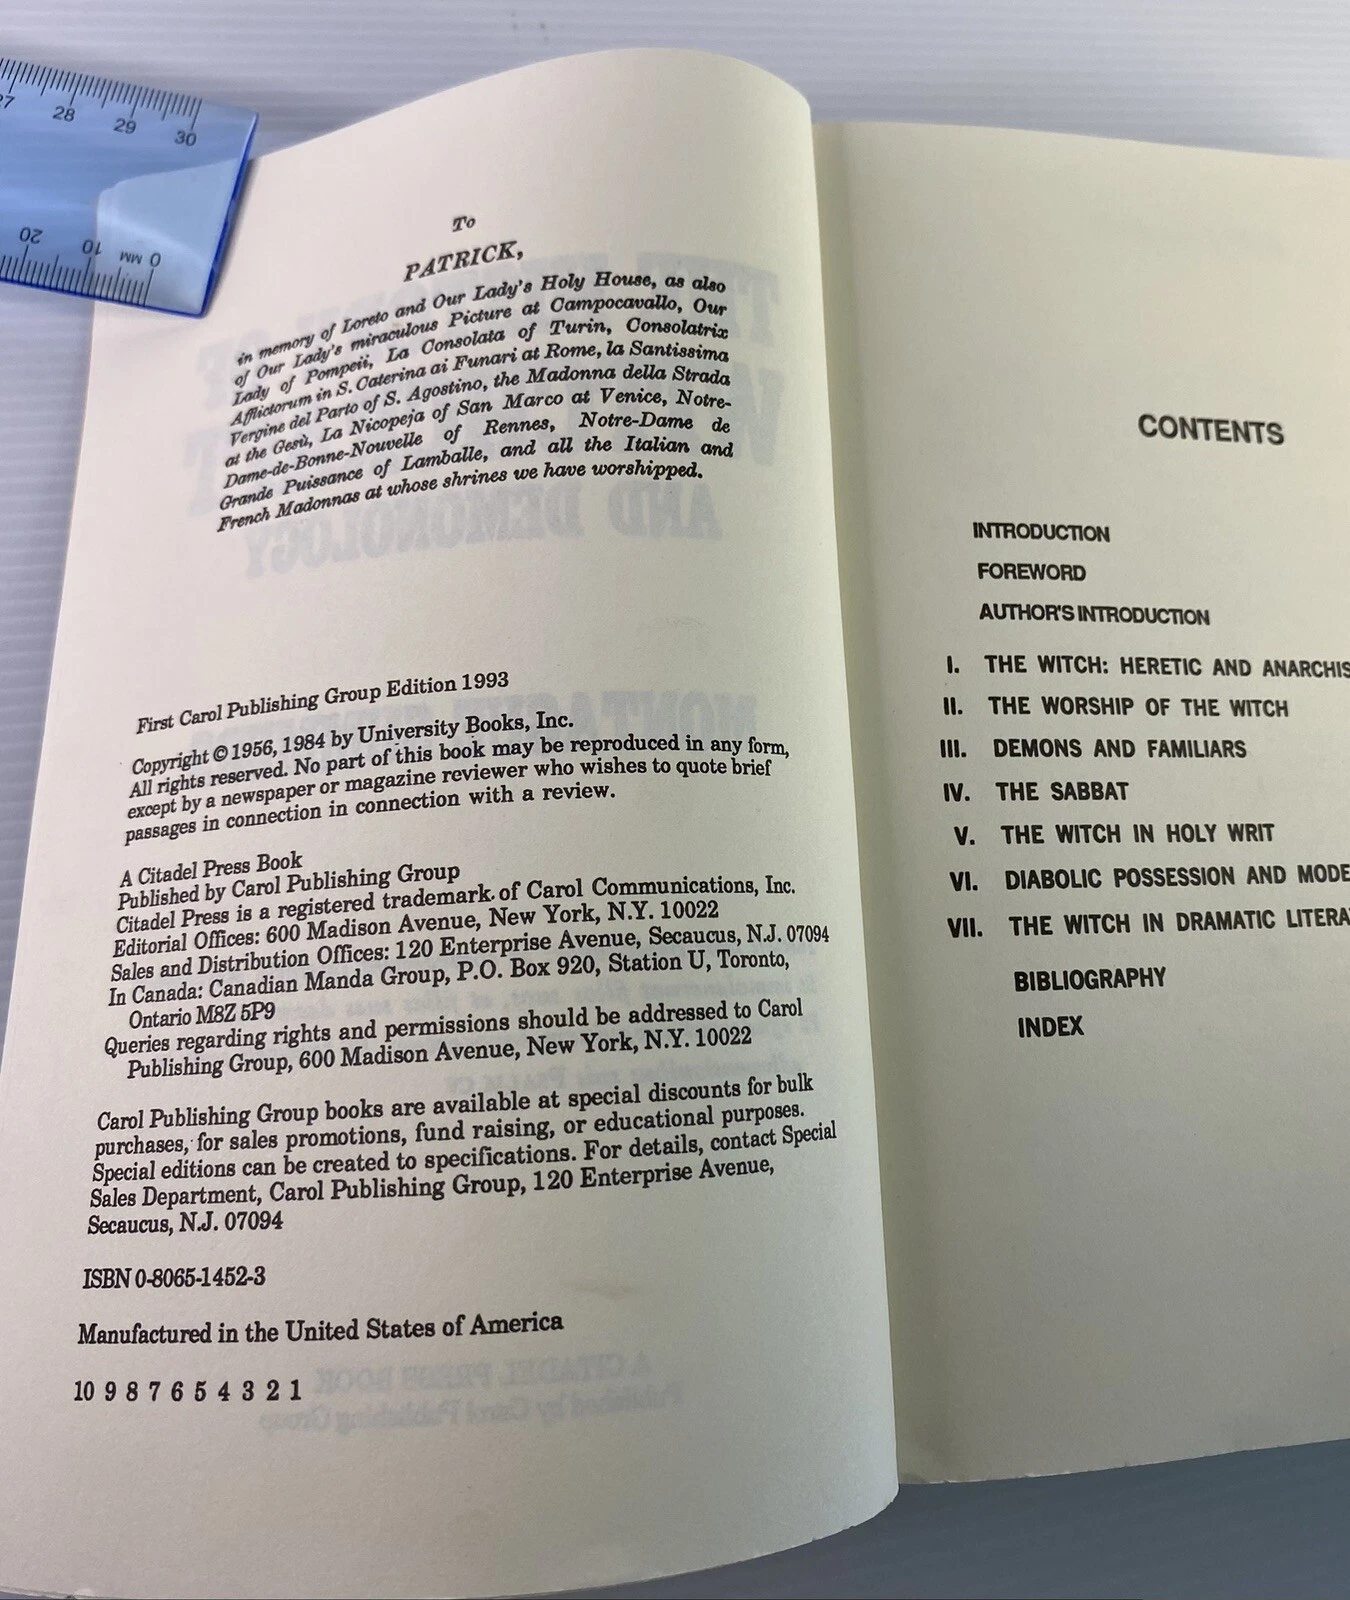 27 28 29 30
20 10 MM 0
To
PATRICK,
in memory of Loreto and Our Lady's Holy House, as also
of Our Lady's miraculous Picture at Campocavallo, Our
Lady of Pompeii, La Consolata of Turin, Consolatrix
Afflictorum in S. Caterina ai Funari at Rome, la Santissima
Vergine del Parto of S. Agostino, the Madonna della Strada
at the Gesù, La Nicopeja of San Marco at Venice, Notre-
Dame-de-Bonne-Nouvelle of Rennes, Notre-Dame de
Grande Puissance of Lamballe, and all the Italian and
French Madonnas at whose shrines we have worshipped.
First Carol Publishing Group Edition 1993
Copyright © 1956, 1984 by University Books, Inc.
All rights reserved. No part of this book may be reproduced in any form,
except by a newspaper or magazine reviewer who wishes to quote brief
passages in connection in connection with a review.
A Citadel Press Book
Published by Carol Publishing Group
Citadel Press is a registered trademark of Carol Communications, Inc.
Editorial Offices: 600 Madison Avenue, New York, N.Y. 10022
Sales and Distribution Offices: 120 Enterprise Avenue, Secaucus, N.J. 07094
In Canada: Canadian Manda Group, P.O. Box 920, Station U, Toronto,
Ontario M8Z 5P9
Queries regarding rights and permissions should be addressed to Carol
Publishing Group, 600 Madison Avenue, New York, N.Y. 10022
Carol Publishing Group books are available at special discounts for bulk
purchases, for sales promotions, fund raising, or educational purposes.
Special editions can be created to specifications. For details, contact Special
Sales Department, Carol Publishing Group, 120 Enterprise Avenue,
Secaucus, N.J. 07094
ISBN 0-8065-1452-3
Manufactured in the United States of America
10 9 8 7 6 5 4 3 2 1
CONTENTS
INTRODUCTION
FOREWORD
AUTHOR'S INTRODUCTION
I. THE WITCH: HERETIC AND ANARCHIS
II. THE WORSHIP OF THE WITCH
III. DEMONS AND FAMILIARS
IV. THE SABBAT
V. THE WITCH IN HOLY WRIT
VI. DIABOLIC POSSESSION AND MODE
VII. THE WITCH IN DRAMATIC LITERA
BIBLIOGRAPHY
INDEX